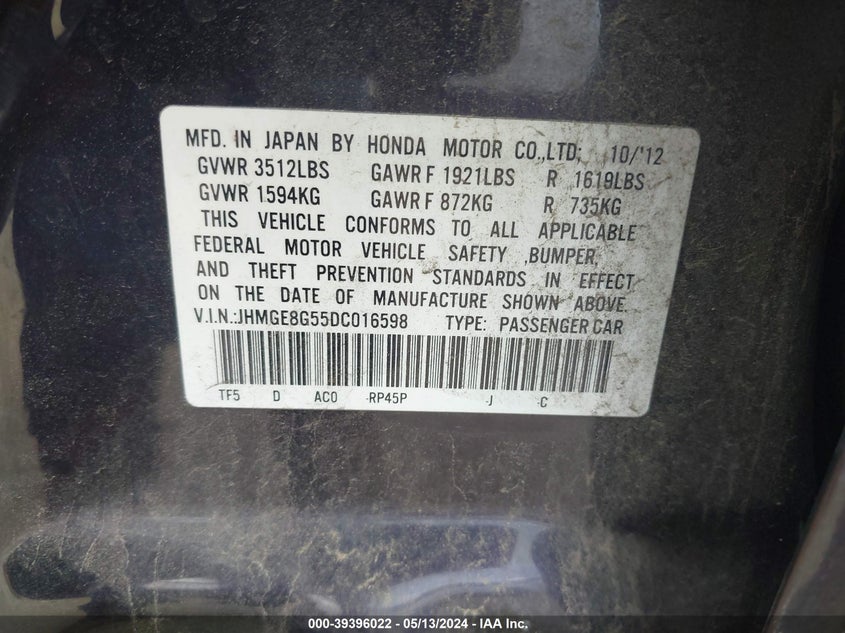 MFD. IN JAPAN BY HONDA MOTOR CO.,LTD; 10/'12
GVWR 3512LBS GAWR F 1921LBS R 1619LBS
GVWR 1594KG GAWR F 872KG R 735KG
THIS VEHICLE CONFORMS TO ALL APPLICABLE
FEDERAL MOTOR VEHICLE SAFETY ,BUMPER,
AND THEFT PREVENTION STANDARDS IN EFFECT
ON THE DATE OF MANUFACTURE SHOWN ABOVE.
V.I.N.:JHMGE8G55DC016598 TYPE: PASSENGER CAR
TF5 D AC0 -RP45P -J -C
000-39396022 - 05/13/2024 - IAA Inc.